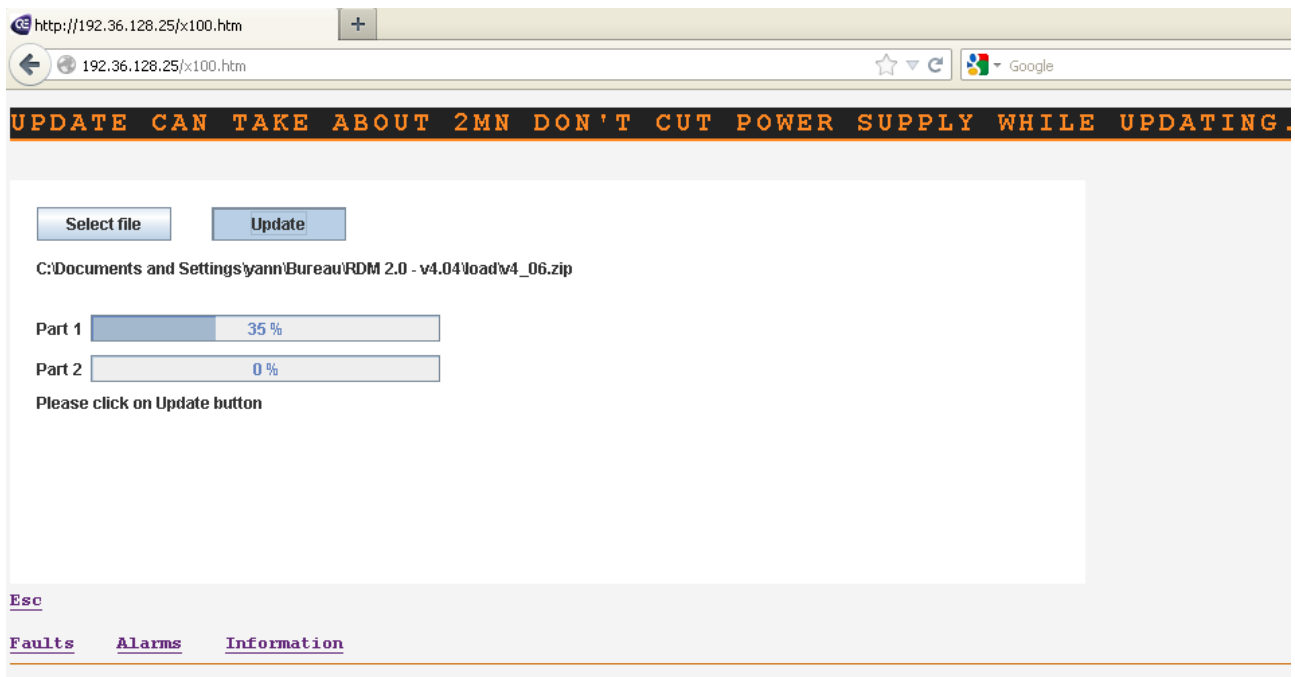 http://192.36.128.25/x100.htm
192.36.128.25/x100.htm
Google
UPDATE CAN TAKE ABOUT 2MN DON'T CUT POWER SUPPLY WHILE UPDATING.
Select file
Update
C:\Documents and Settings\yann\Bureau\RDM 2.0 - v4.04\load\v4_06.zip
Part 1
35 %
Part 2
0 %
Please click on Update button
Esc
Faults Alarms Information